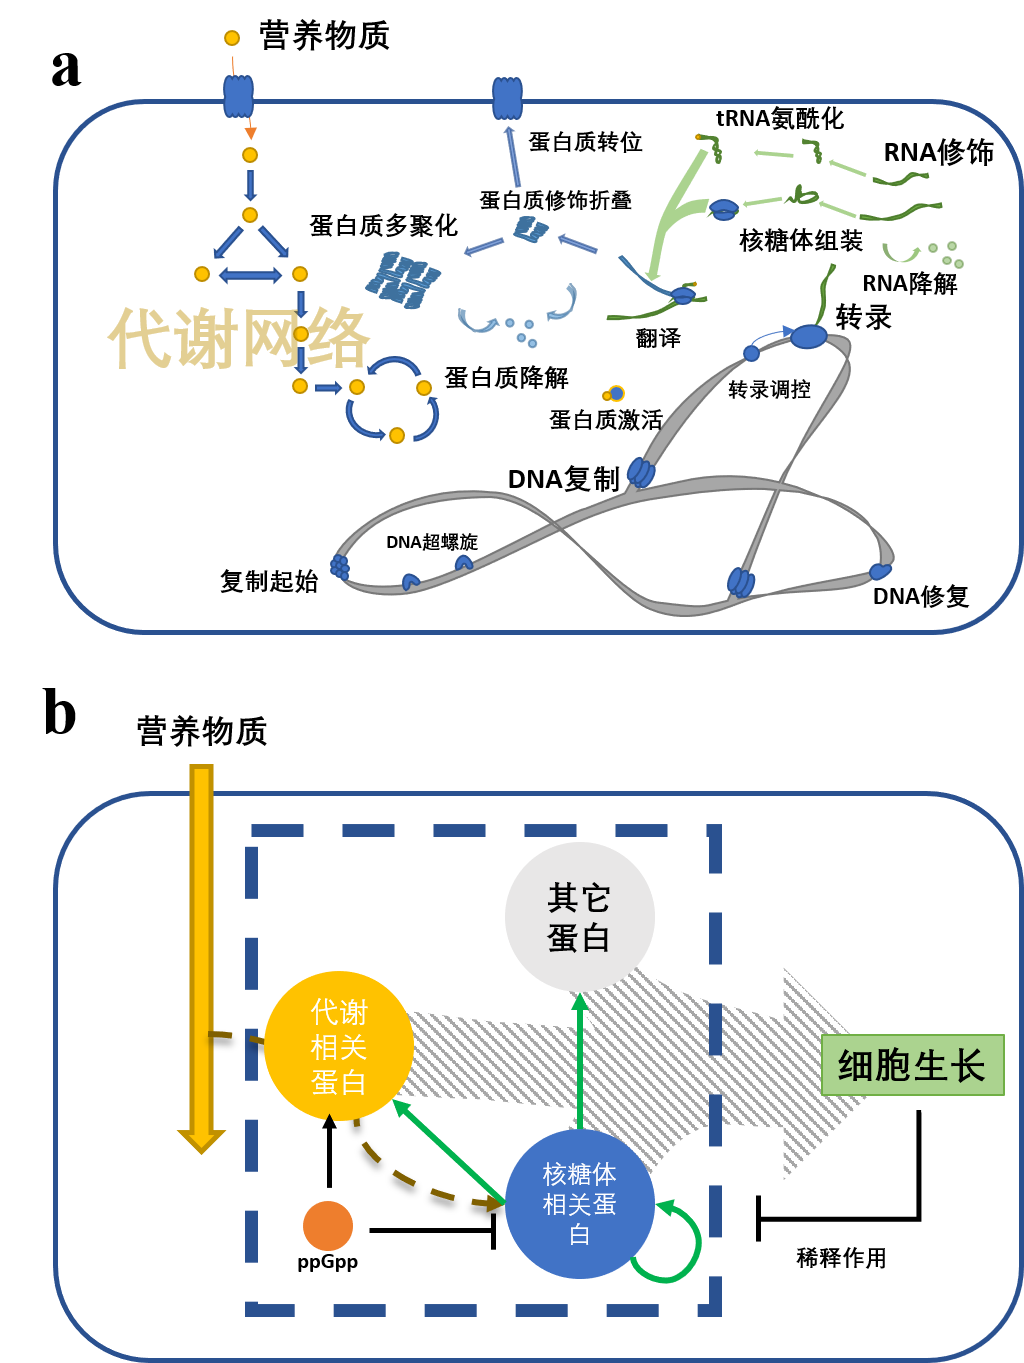 a
营养物质
tRNA氨酰化
蛋白质转位
RNA修饰
蛋白质修饰折叠
蛋白质多聚化
核糖体组装
RNA降解
代谢网络
翻译
转录
蛋白质降解
转录调控
蛋白质激活
DNA复制
DNA超螺旋
复制起始
DNA修复
b
营养物质
其它
蛋白
代谢
相关
蛋白
细胞生长
核糖体
相关蛋
白
ppGpp
稀释作用